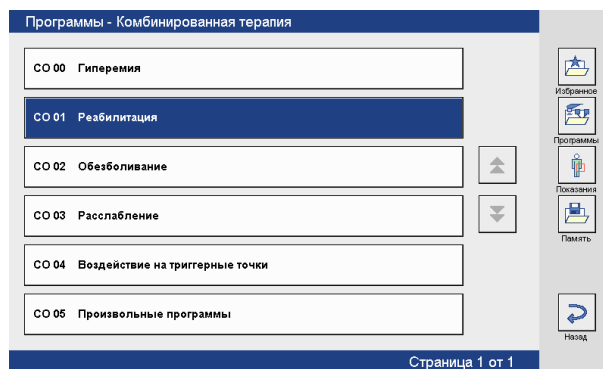 Программы - Комбинированная терапия
CO 00 Гиперемия
CO 01 Реабилитация
CO 02 Обезболивание
CO 03 Расслабление
CO 04 Воздействие на триггерные точки
CO 05 Произвольные программы
Избранное
Программы
Показания
Память
Назад
Страница 1 от 1